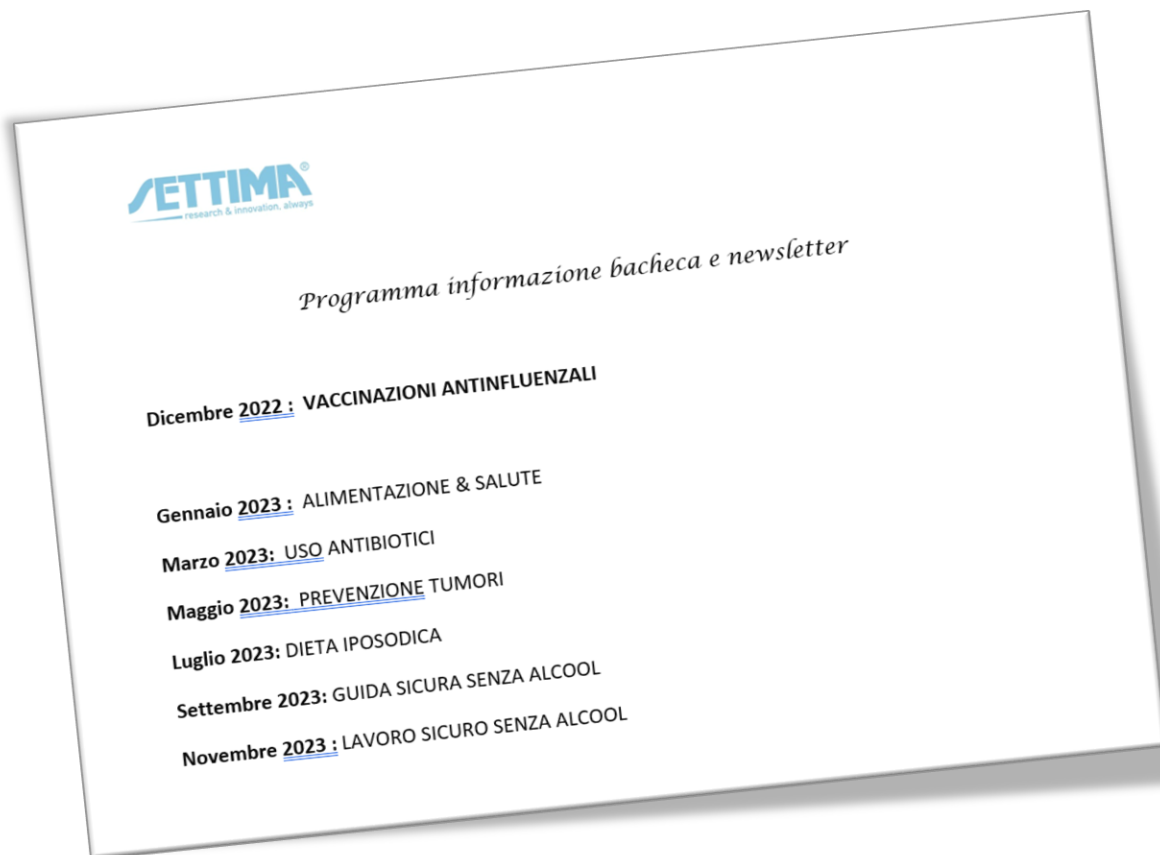 SETTIMA®
research & innovation, always
Programma informazione bacheca e newsletter
Dicembre 2022 : VACCINAZIONI ANTINFLUENZALI
Gennaio 2023 : ALIMENTAZIONE & SALUTE
Marzo 2023: USO ANTIBIOTICI
Maggio 2023: PREVENZIONE TUMORI
Luglio 2023: DIETA IPOSODICA
Settembre 2023: GUIDA SICURA SENZA ALCOOL
Novembre 2023 : LAVORO SICURO SENZA ALCOOL